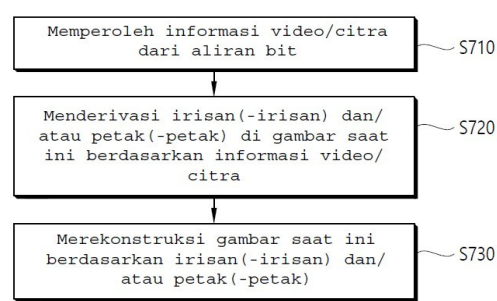 Memperoleh informasi video/citra
dari aliran bit
S710
Menderivasi irisan(-irisan) dan/
atau petak(-petak) di gambar saat
ini berdasarkan informasi video/
citra
S720
Merekonstruksi gambar saat ini
berdasarkan irisan(-irisan) dan/
atau petak(-petak)
S730